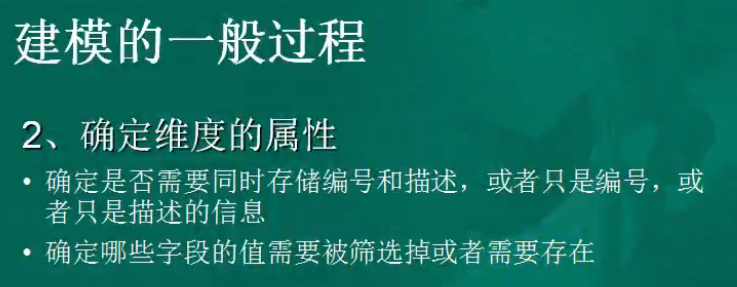 建模的一般过程
2、确定维度的属性
• 确定是否需要同时存储编号和描述，或者只是编号，或
者只是描述的信息
• 确定哪些字段的值需要被筛选掉或者需要存在